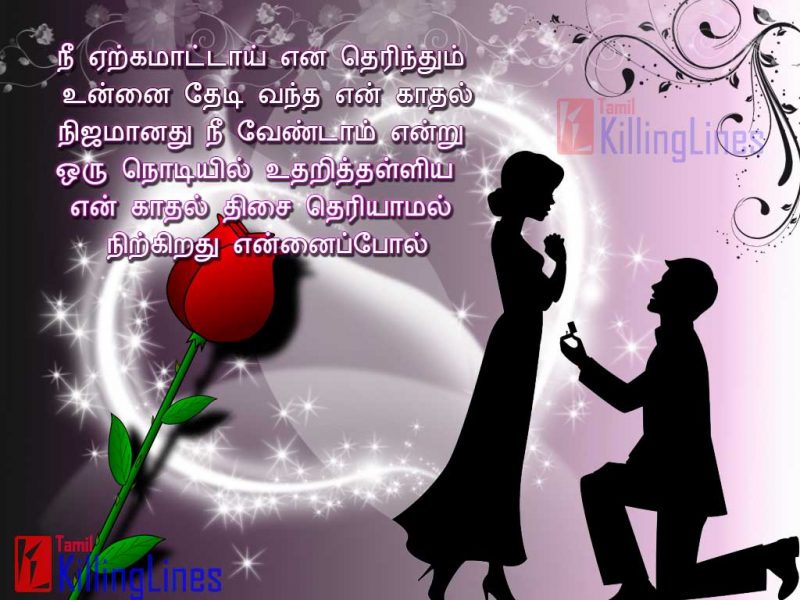 நீ ஏற்கமாட்டாய் என தெரிந்தும்
உன்னை தேடி வந்த என் காதல்
நிஜமானது நீ வேண்டாம் என்று
ஒரு நொடியில் உதறித்தள்ளிய
என் காதல் திசை தெரியாமல்
நிற்கிறது என்னைப்போல்
Tamil
KillingLines
Tamil
KillingLines